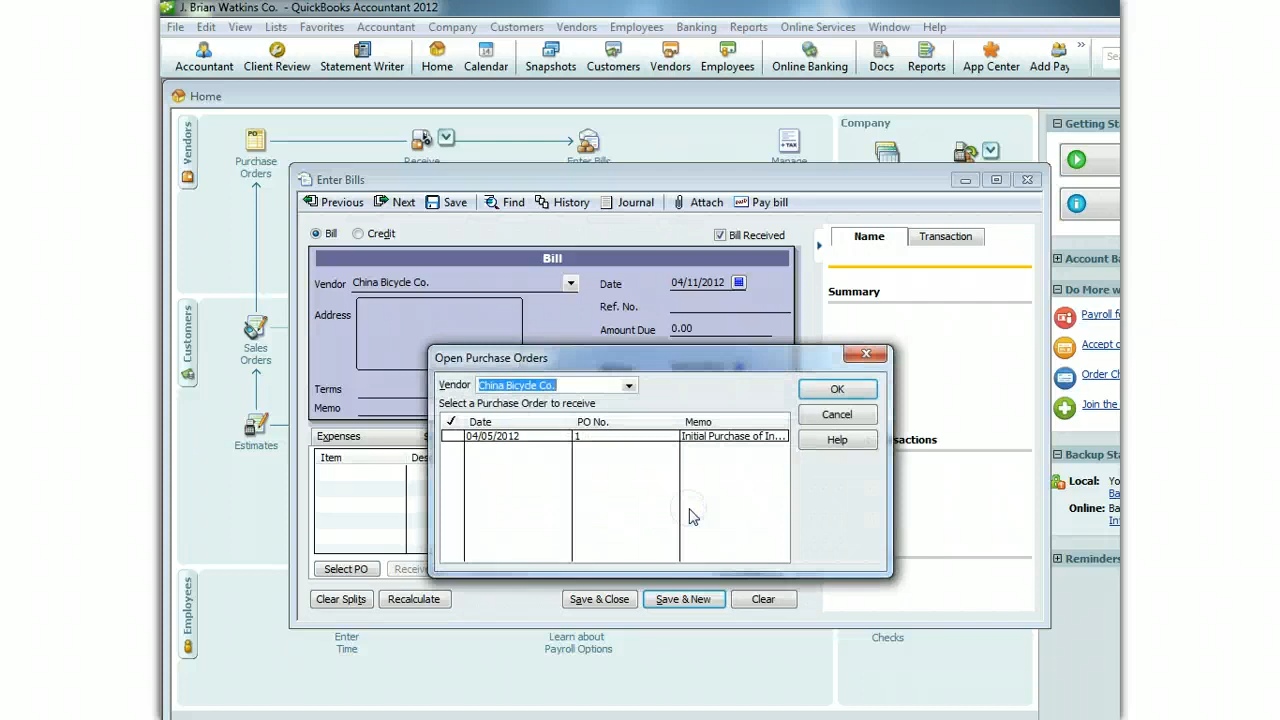 J. Brian Watkins Co. - QuickBooks Accountant 2012
File Edit View Lists Favorites Accountant Company Customers Vendors Employees Banking Reports Online Services Window Help
Accountant Client Review Statement Writer Home Calendar Snapshots Customers Vendors Employees Online Banking Docs Reports App Center Add Pay
Home
Vendors
Company
Getting St
Purchase
Orders
Receive
Enter Bills
Manage
Enter Bills
Previous Next Save Find History Journal Attach Pay bill
Bill Credit Bill Received
Name Transaction
Bill
Vendor China Bicycle Co. Date 04/11/2012
Ref. No.
Address
Amount Due 0.00
Summary
Account Ba
Do More w
Payroll f
Accept c
Order Ch
Join the
Customers
Sales
Orders
Estimates
Terms
Memo
Expenses
Item Des
Open Purchase Orders
Vendor China Bicycle Co. OK
Select a Purchase Order to receive
Cancel
Date PO No. Memo
04/05/2012 1 Initial Purchase of In...
Help
Backup Sta
Local: Yo
Ba
Online: Ba
In
Reminders
Select PO
Clear Splits Recalculate Save & Close Save & New Clear
Employees
Enter
Time
Learn about
Payroll Options
Checks